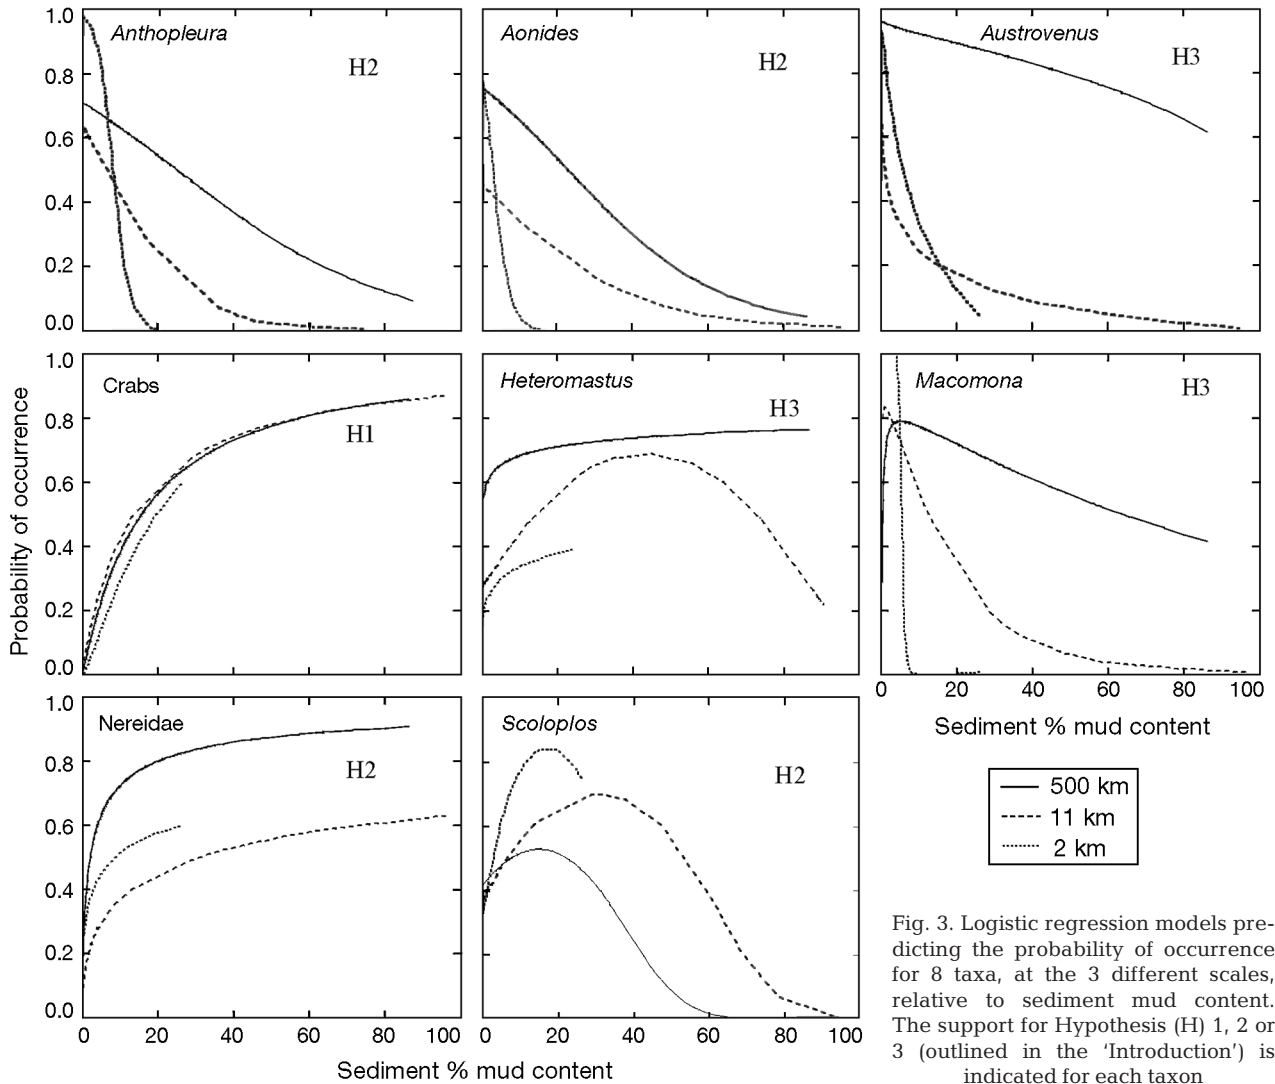 1.0
0.8
0.6
0.4
0.2
0.0
Anthopleura
H2
Aonides
H2
Austrovenus
H3
1.0
0.8
0.6
0.4
0.2
0.0
Crabs
H1
Heteromastus
H3
Macomona
H3
0 20 40 60 80 100
Sediment % mud content
1.0
0.8
0.6
0.4
0.2
0.0
Nereidae
H2
Scoloplos
H2
0 20 40 60 80 100
0 20 40 60 80 100
Sediment % mud content
Probability of occurrence
500 km
11 km
2 km
Fig. 3. Logistic regression models pre-
dicting the probability of occurrence
for 8 taxa, at the 3 different scales,
relative to sediment mud content.
The support for Hypothesis (H) 1, 2 or
3 (outlined in the ‘Introduction’) is
indicated for each taxon